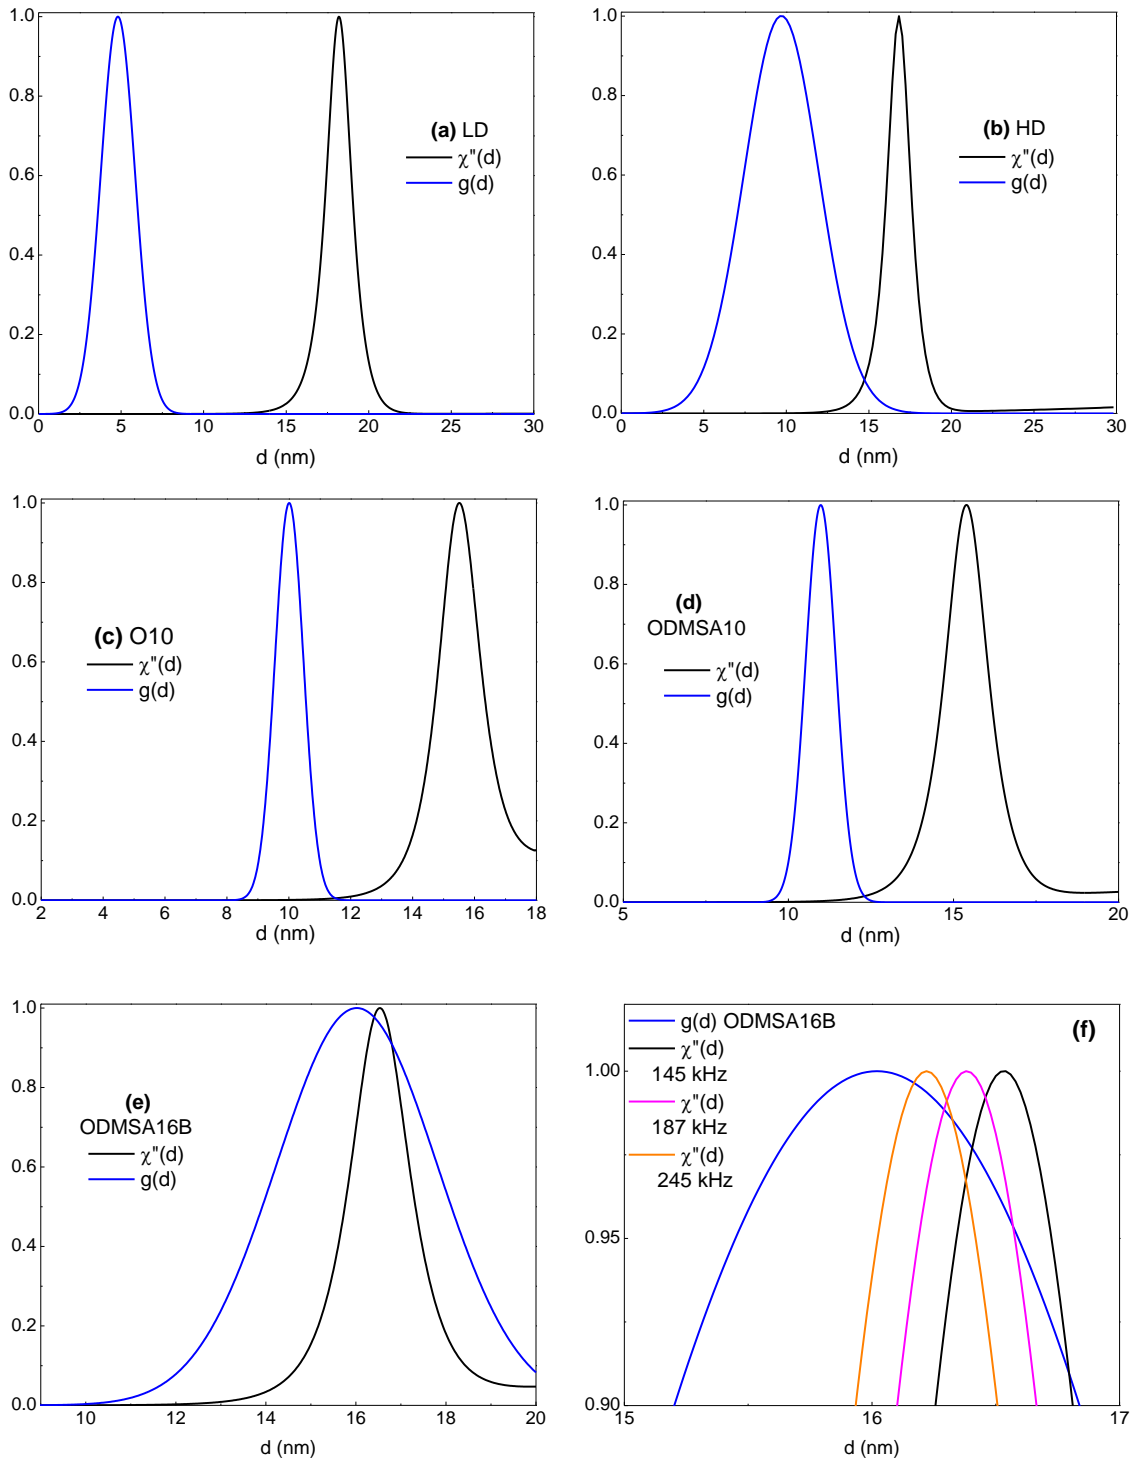 1.0
0.8
0.6
0.4
0.2
0.0
0 5 10 15 20 25 30
d (nm)
(a) LD
χ"(d)
g(d)
1.0
0.8
0.6
0.4
0.2
0.0
0 5 10 15 20 25 30
d (nm)
(b) HD
χ"(d)
g(d)
1.0
0.8
0.6
0.4
0.2
0.0
2 4 6 8 10 12 14 16 18
d (nm)
(c) O10
χ"(d)
g(d)
1.0
0.8
0.6
0.4
0.2
0.0
5 10 15 20
d (nm)
(d)
ODMSA10
χ"(d)
g(d)
1.0
0.8
0.6
0.4
0.2
0.0
10 12 14 16 18 20
d (nm)
(e)
ODMSA16B
χ"(d)
g(d)
1.00
0.95
0.90
15 16 17
d (nm)
g(d) ODMSA16B
χ"(d)
145 kHz
χ"(d)
187 kHz
χ"(d)
245 kHz
(f)